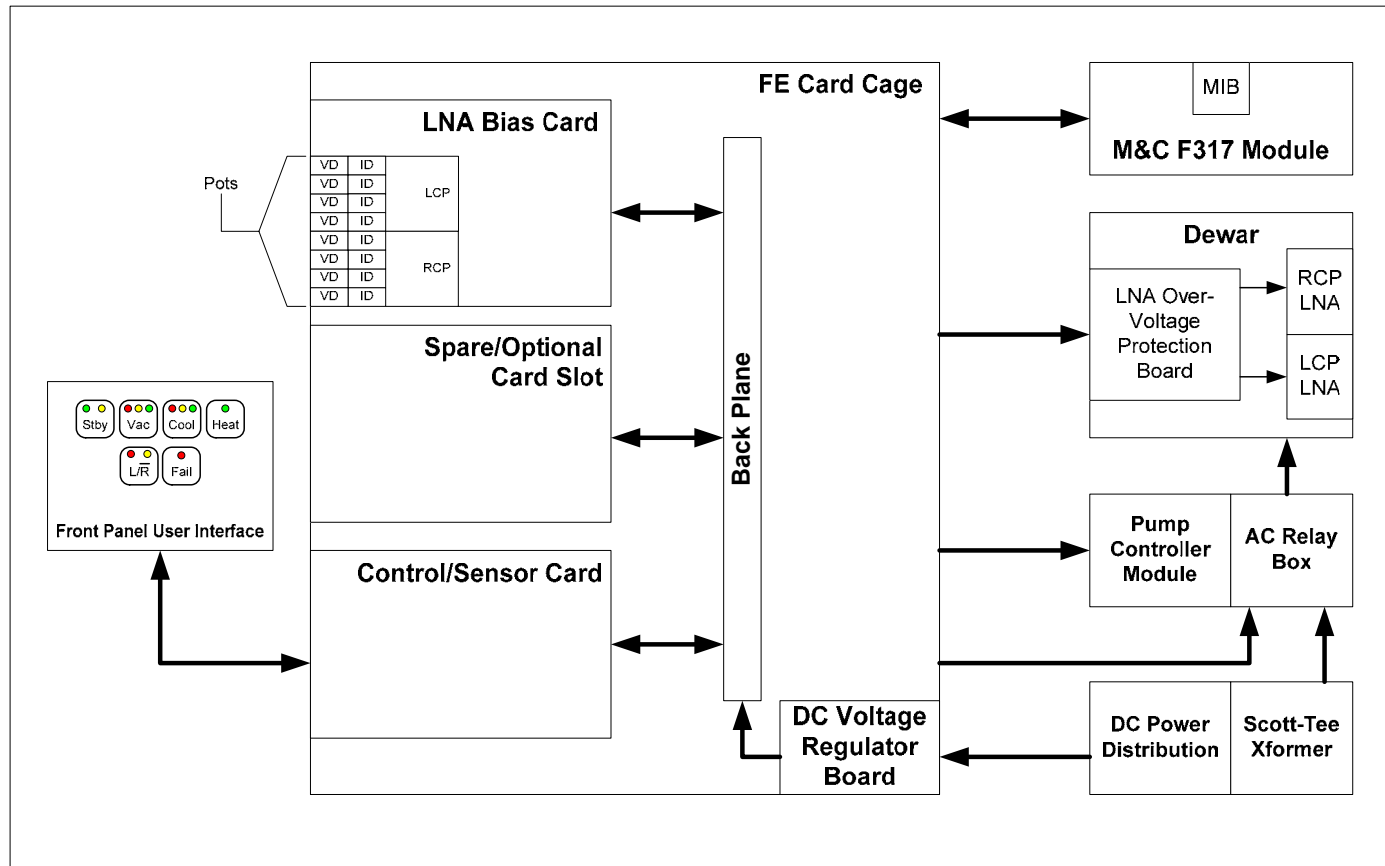 FE Card Cage
LNA Bias Card
Pots
VD ID
VD ID
VD ID
VD ID
LCP
VD ID
VD ID
VD ID
VD ID
RCP
Spare/Optional
Card Slot
Control/Sensor Card
Back Plane
DC Voltage
Regulator
Board
Stby
Vac
Cool
Heat
L/R̅
Fail
Front Panel User Interface
MIB
M&C F317 Module
Dewar
LNA Over-
Voltage
Protection
Board
RCP
LNA
LCP
LNA
Pump
Controller
Module
AC Relay
Box
DC Power
Distribution
Scott-Tee
Xformer